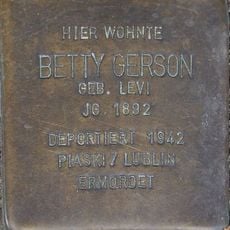 HIER WOHNTE
BETTY GERSON
GEB. LEVI
JG. 1892
DEPORTIERT 1942
PIASKI / LUBLIN
ERMORDET